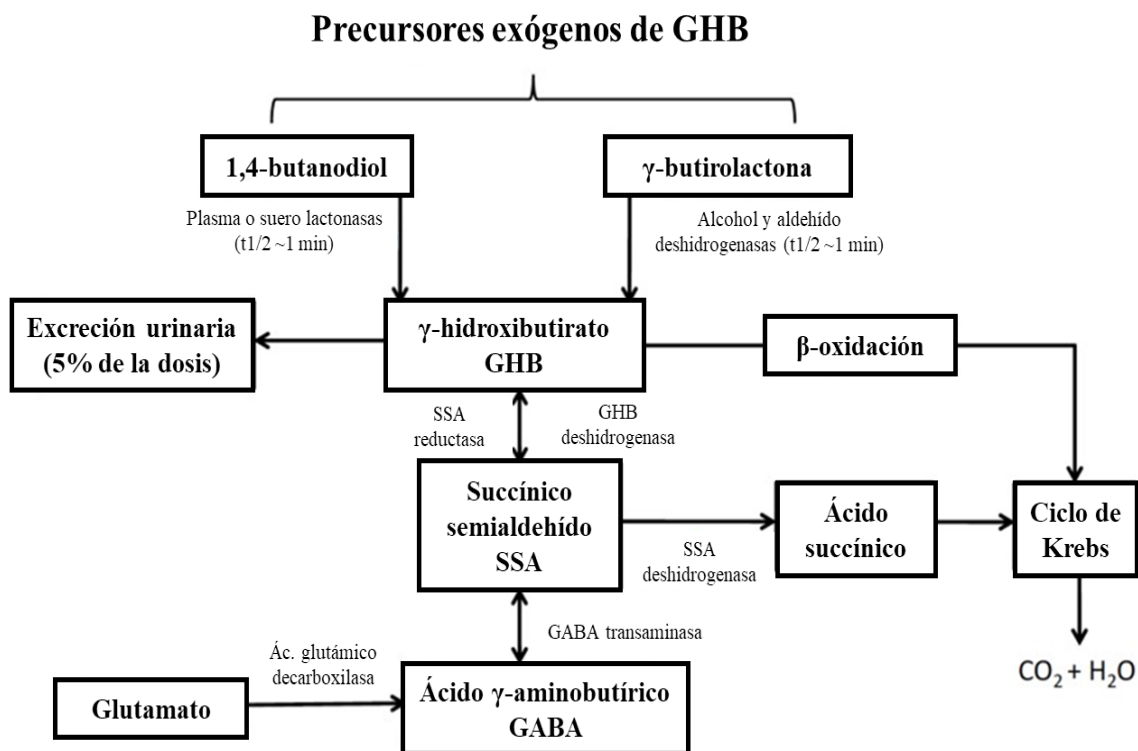 Precursores exógenos de GHB
1,4-butanodiol
γ-butirolactona
Plasma o suero lactonasas
(t1/2 ~1 min)
Alcohol y aldehído
deshidrogenasas (t1/2 ~1 min)
Excreción urinaria
(5% de la dosis)
γ-hidroxibutirato
GHB
β-oxidación
SSA
reductasa
GHB
deshidrogenasa
Succínico
semialdehído
SSA
SSA
deshidrogenasa
Ácido
succínico
Ciclo de
Krebs
GABA transaminasa
Ác. glutámico
decarboxilasa
Glutamato
Ácido γ-aminobutírico
GABA
CO₂ + H₂O